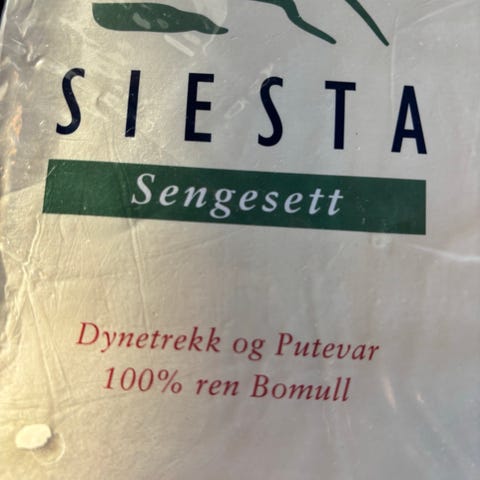 SIESTA
Sengesett
Dynetrekk og Putevar
100% ren Bomull